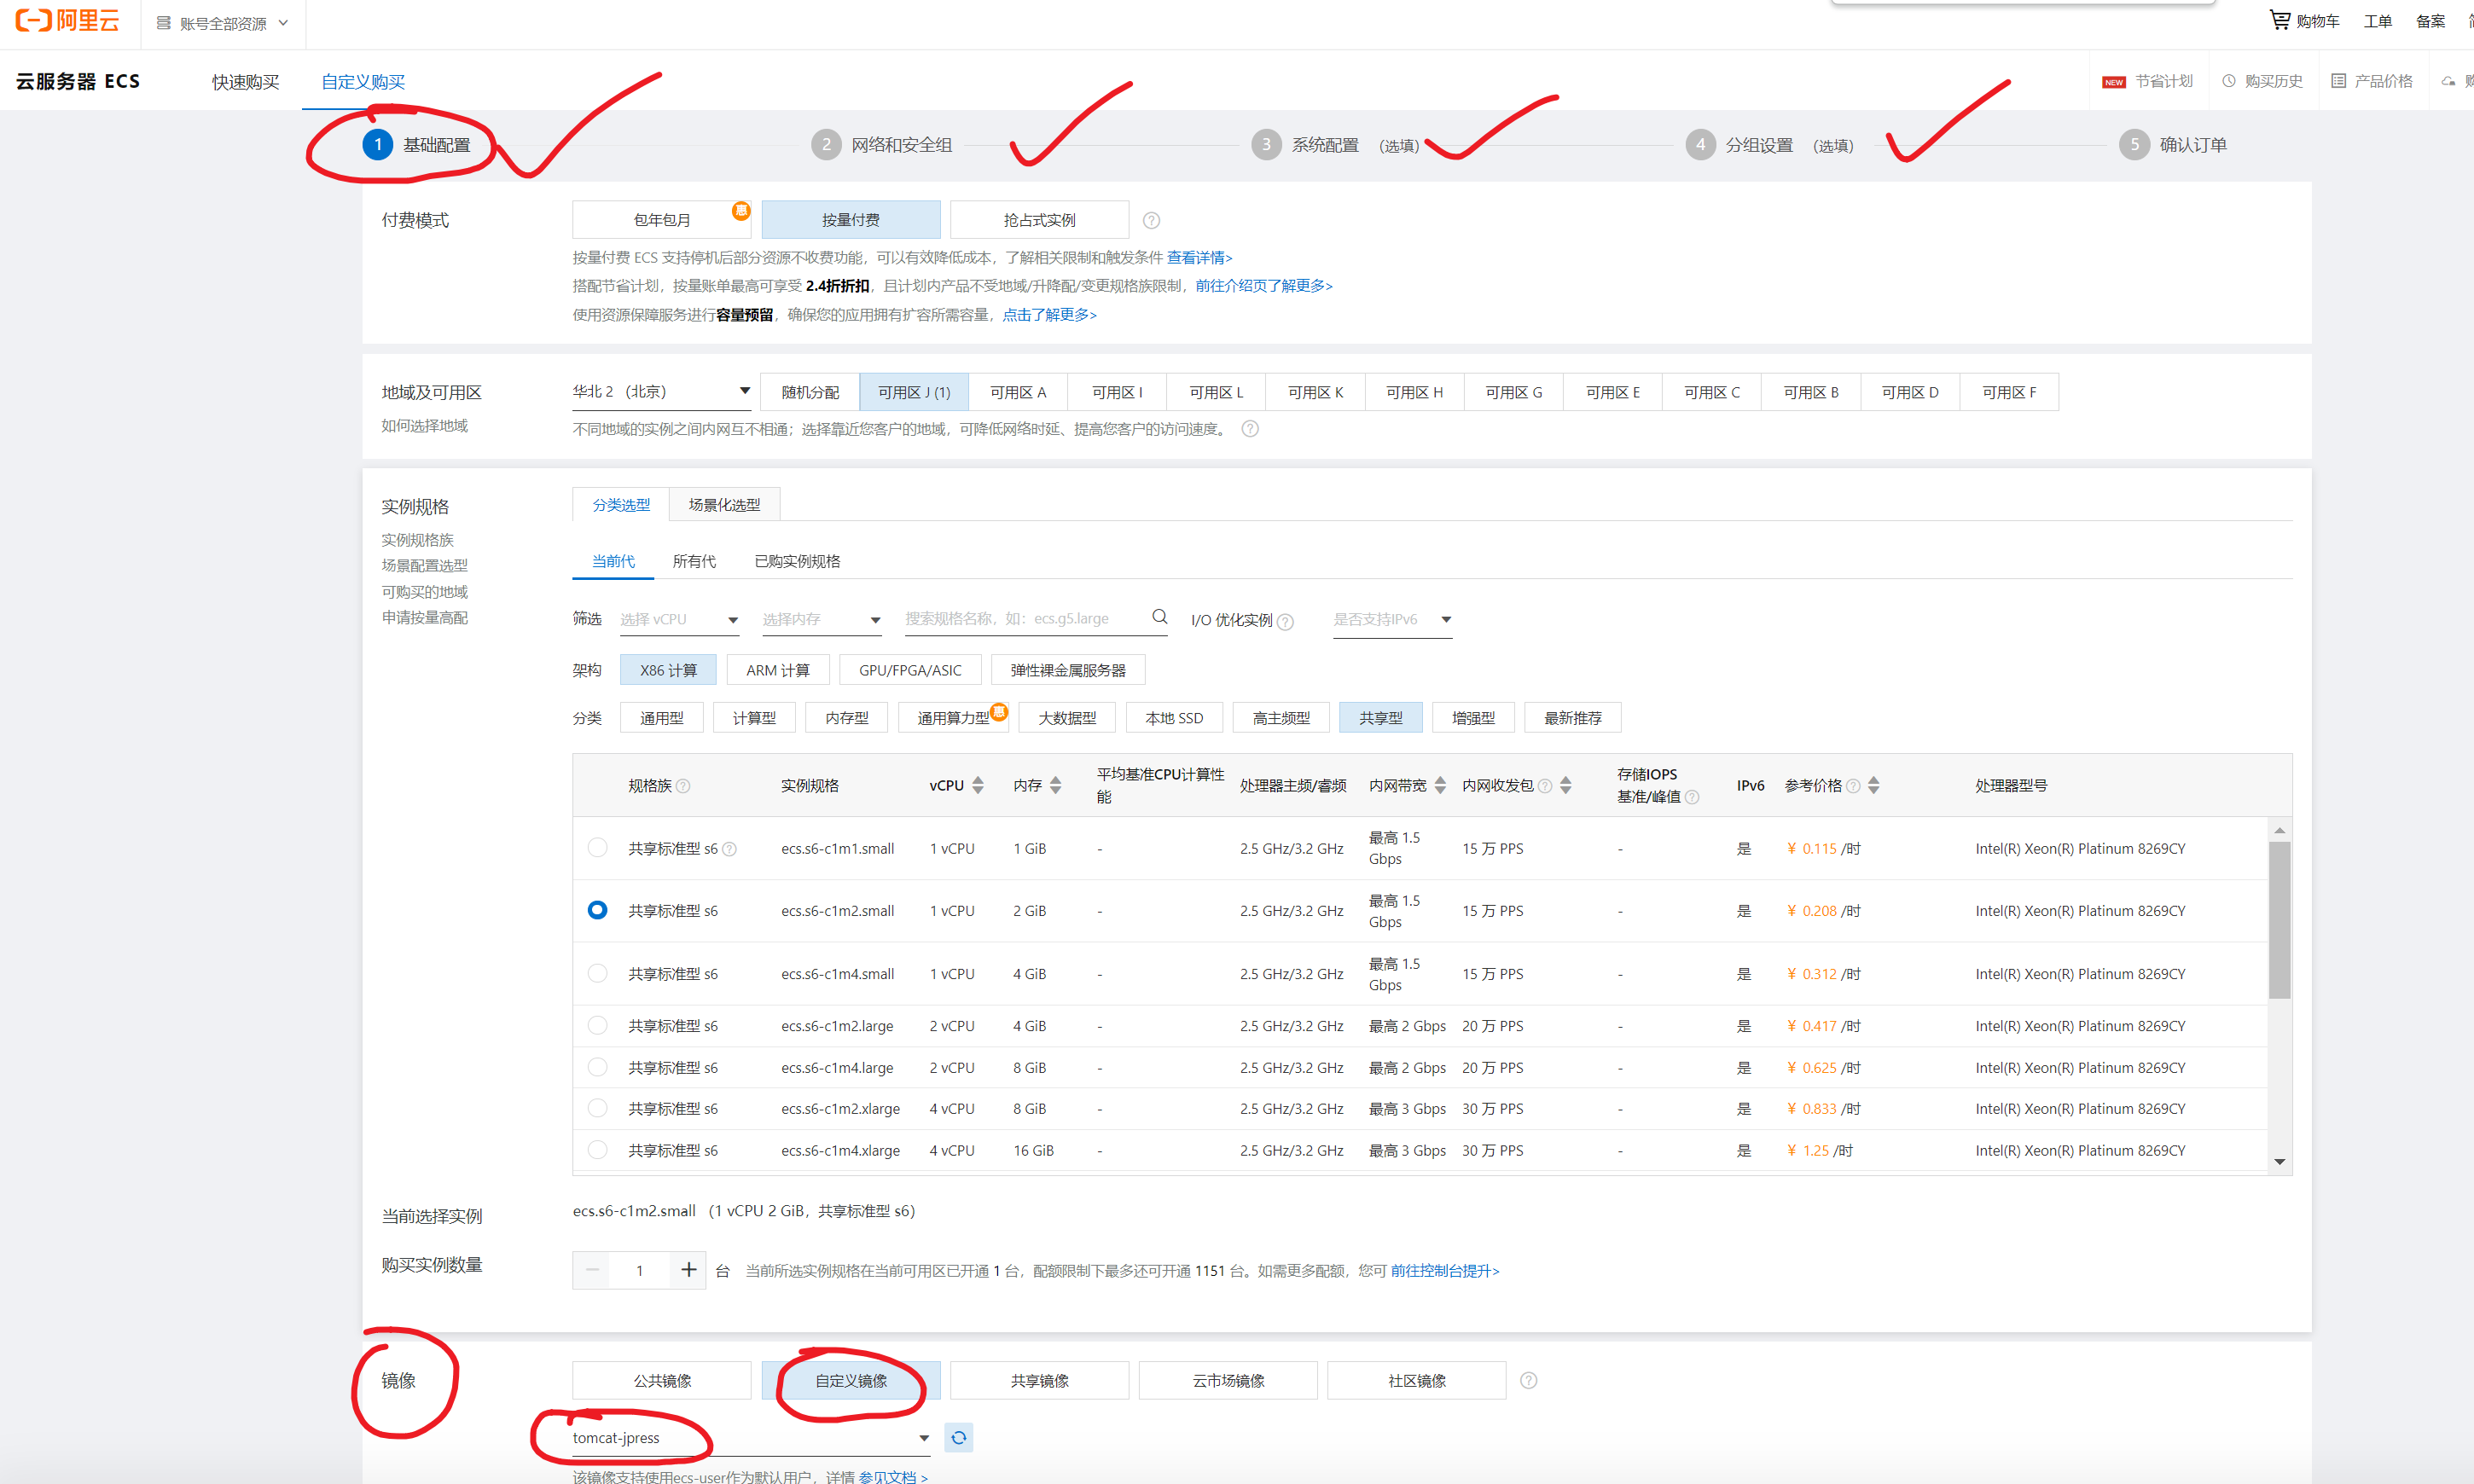 阿里云 账号全部资源 购物车 工单 备案
云服务器 ECS 快速购买 自定义购买 NEW 节省计划 购买历史 产品价格
1 基础配置 2 网络和安全组 3 系统配置 (选填) 4 分组设置 (选填) 5 确认订单
付费模式 包年包月 惠 按量付费 抢占式实例
按量付费 ECS 支持停机后部分资源不收费功能，可以有效降低成本，了解相关限制和触发条件 查看详情>
搭配节省计划，按量账单最高可享受 2.4折折扣，且计划内产品不受地域/升降配/变更规格族限制，前往介绍页了解更多>
使用资源保障服务进行容量预留，确保您的应用拥有扩容所需容量，点击了解更多>
地域及可用区 华北 2 （北京） 随机分配 可用区 J (1) 可用区 A 可用区 I 可用区 L 可用区 K 可用区 H 可用区 G 可用区 E 可用区 C 可用区 B 可用区 D 可用区 F
如何选择地域 不同地域的实例之间内网互不相通；选择靠近您客户的地域，可降低网络时延、提高您客户的访问速度。
实例规格 分类选型 场景化选型
实例规格族
场景配置选型 当前代 所有代 已购实例规格
可购买的地域
申请按量高配 筛选 选择 vCPU 选择内存 搜索规格名称，如：ecs.g5.large I/O 优化实例 是否支持IPv6
架构 X86 计算 ARM 计算 GPU/FPGA/ASIC 弹性裸金属服务器
分类 通用型 计算型 内存型 通用算力型 惠 大数据型 本地 SSD 高主频型 共享型 增强型 最新推荐
规格族 实例规格 vCPU 内存 平均基准CPU计算性能 处理器主频/睿频 内网带宽 内网收发包 存储IOPS 基准/峰值 IPv6 参考价格 处理器型号
共享标准型 s6 ecs.s6-c1m1.small 1 vCPU 1 GiB - 2.5 GHz/3.2 GHz 最高 1.5 Gbps 15 万 PPS - 是 ¥ 0.115 /时 Intel(R) Xeon(R) Platinum 8269CY
共享标准型 s6 ecs.s6-c1m2.small 1 vCPU 2 GiB - 2.5 GHz/3.2 GHz 最高 1.5 Gbps 15 万 PPS - 是 ¥ 0.208 /时 Intel(R) Xeon(R) Platinum 8269CY
共享标准型 s6 ecs.s6-c1m4.small 1 vCPU 4 GiB - 2.5 GHz/3.2 GHz 最高 1.5 Gbps 15 万 PPS - 是 ¥ 0.312 /时 Intel(R) Xeon(R) Platinum 8269CY
共享标准型 s6 ecs.s6-c1m2.large 2 vCPU 4 GiB - 2.5 GHz/3.2 GHz 最高 2 Gbps 20 万 PPS - 是 ¥ 0.417 /时 Intel(R) Xeon(R) Platinum 8269CY
共享标准型 s6 ecs.s6-c1m4.large 2 vCPU 8 GiB - 2.5 GHz/3.2 GHz 最高 2 Gbps 20 万 PPS - 是 ¥ 0.625 /时 Intel(R) Xeon(R) Platinum 8269CY
共享标准型 s6 ecs.s6-c1m2.xlarge 4 vCPU 8 GiB - 2.5 GHz/3.2 GHz 最高 3 Gbps 30 万 PPS - 是 ¥ 0.833 /时 Intel(R) Xeon(R) Platinum 8269CY
共享标准型 s6 ecs.s6-c1m4.xlarge 4 vCPU 16 GiB - 2.5 GHz/3.2 GHz 最高 3 Gbps 30 万 PPS - 是 ¥ 1.25 /时 Intel(R) Xeon(R) Platinum 8269CY
当前选择实例 ecs.s6-c1m2.small （1 vCPU 2 GiB，共享标准型 s6）
购买实例数量 1 台 当前所选实例规格在当前可用区已开通 1 台，配额限制下最多还可开通 1151 台。如需更多配额，您可 前往控制台提升>
镜像 公共镜像 自定义镜像 共享镜像 云市场镜像 社区镜像
tomcat-jpress
该镜像支持使用ecs-user作为默认用户，详情 参见文档 >